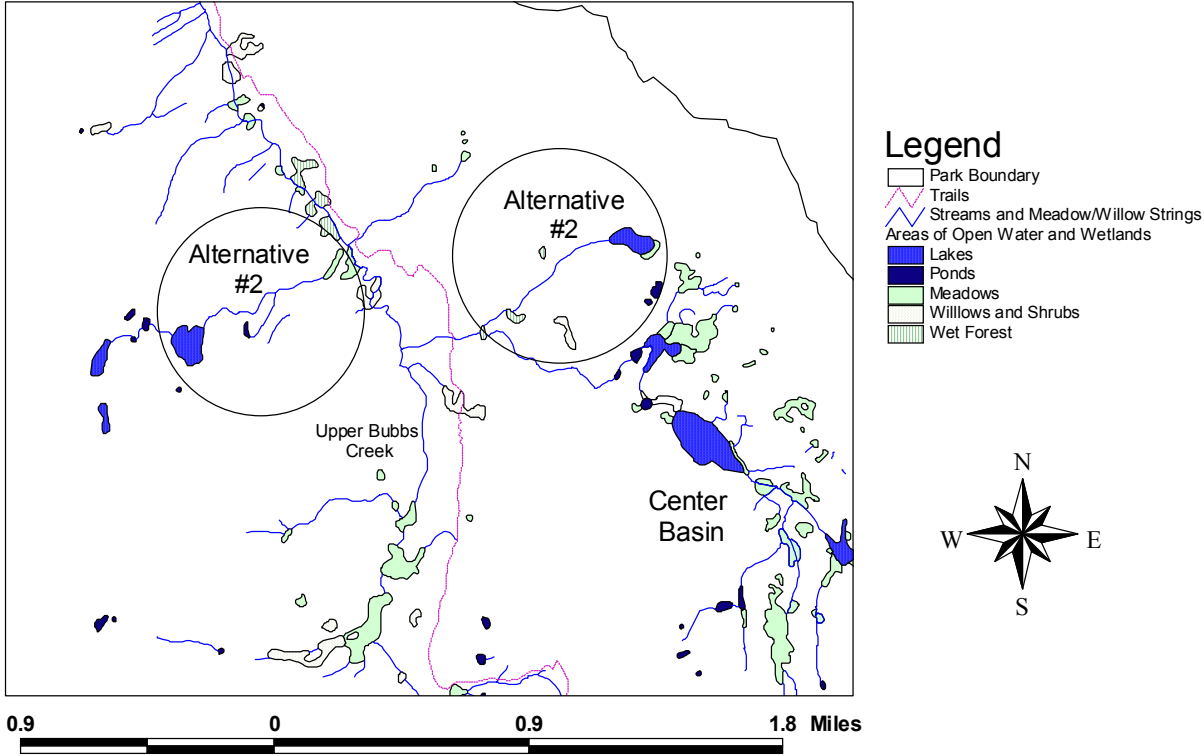 Alternative
#2
Alternative
#2
Upper Bubbs
Creek
Center
Basin
Legend
Park Boundary
Trails
Streams and Meadow/Willow Strings
Areas of Open Water and Wetlands
Lakes
Ponds
Meadows
Willlows and Shrubs
Wet Forest
N
W E
S
0.9 0 0.9 1.8 Miles